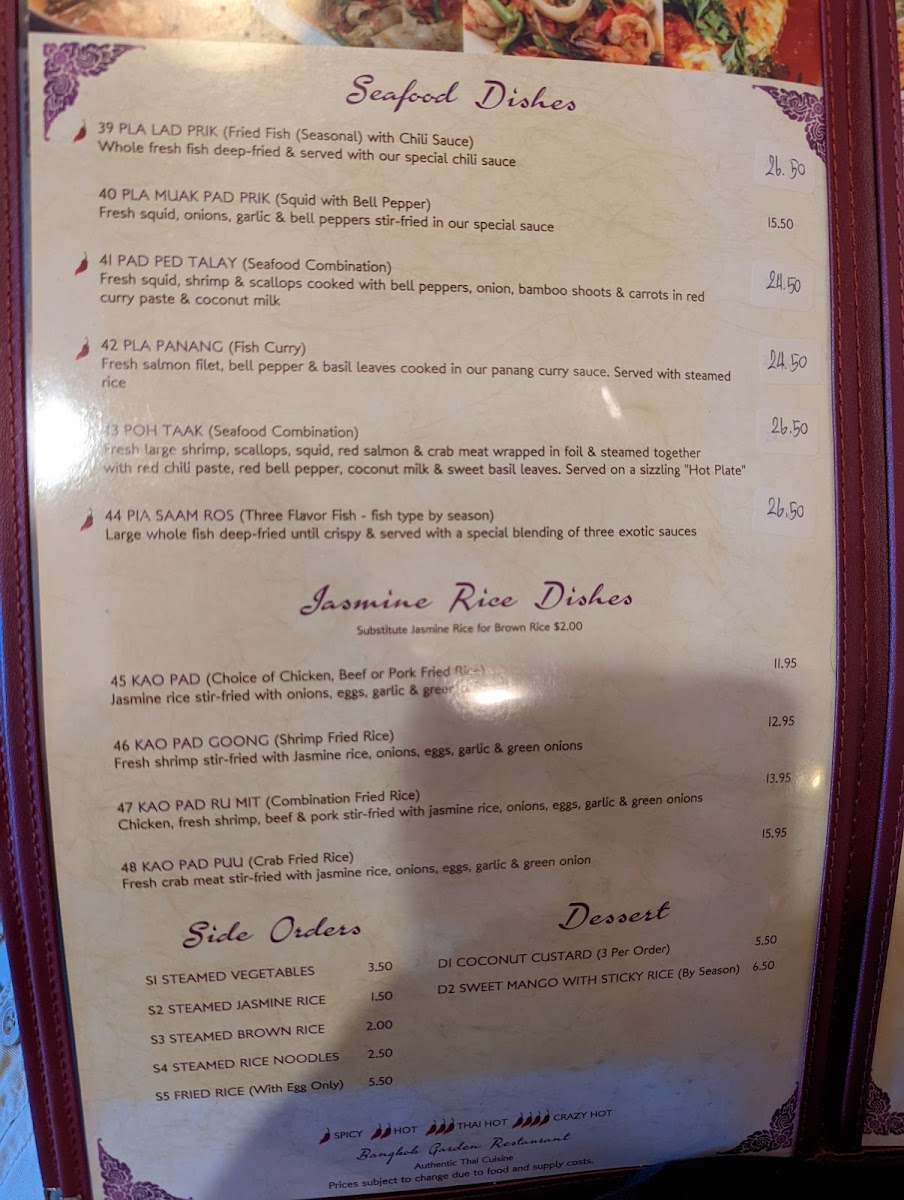 Seafood Dishes
39 PLA LAD PRIK (Fried Fish (Seasonal) with Chili Sauce)
Whole fresh fish deep-fried & served with our special chili sauce
26.50
40 PLA MUAK PAD PRIK (Squid with Bell Pepper)
Fresh squid, onions, garlic & bell peppers stir-fried in our special sauce
15.50
41 PAD PED TALAY (Seafood Combination)
Fresh squid, shrimp & scallops cooked with bell peppers, onion, bamboo shoots & carrots in red
curry paste & coconut milk
24.50
42 PLA PANANG (Fish Curry)
Fresh salmon filet, bell pepper & basil leaves cooked in our panang curry sauce. Served with steamed
rice
24.50
43 POH TAAK (Seafood Combination)
Fresh large shrimp, scallops, squid, red salmon & crab meat wrapped in foil & steamed together
with red chili paste, red bell pepper, coconut milk & sweet basil leaves. Served on a sizzling "Hot Plate"
26.50
44 PIA SAAM ROS (Three Flavor Fish - fish type by season)
Large whole fish deep-fried until crispy & served with a special blending of three exotic sauces
26.50
Jasmine Rice Dishes
Substitute Jasmine Rice for Brown Rice $2.00
45 KAO PAD (Choice of Chicken, Beef or Pork Fried Rice)
Jasmine rice stir-fried with onions, eggs, garlic & green
11.95
46 KAO PAD GOONG (Shrimp Fried Rice)
Fresh shrimp stir-fried with Jasmine rice, onions, eggs, garlic & green onions
12.95
47 KAO PAD RU MIT (Combination Fried Rice)
Chicken, fresh shrimp, beef & pork stir-fried with jasmine rice, onions, eggs, garlic & green onions
13.95
48 KAO PAD PUU (Crab Fried Rice)
Fresh crab meat stir-fried with jasmine rice, onions, eggs, garlic & green onion
15.95
Side Orders
S1 STEAMED VEGETABLES 3.50
S2 STEAMED JASMINE RICE 1.50
S3 STEAMED BROWN RICE 2.00
S4 STEAMED RICE NOODLES 2.50
S5 FRIED RICE (With Egg Only) 5.50
Dessert
D1 COCONUT CUSTARD (3 Per Order) 5.50
D2 SWEET MANGO WITH STICKY RICE (By Season) 6.50
SPICY HOT THAI HOT CRAZY HOT
Bangkok Garden Restaurant
Authentic Thai Cuisine
Prices subject to change due to food and supply costs.